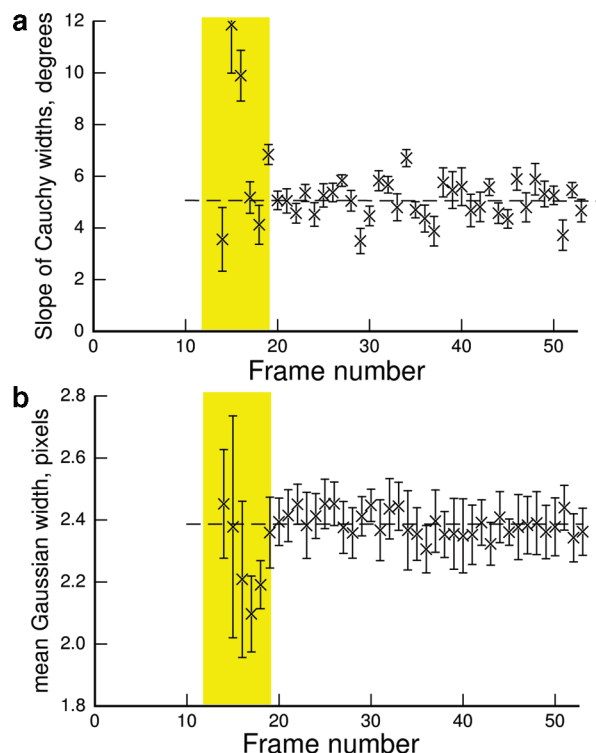 a
Slope of Cauchy widths, degrees
12
10
8
6
4
2
0
0 10 20 30 40 50
Frame number
b
mean Gaussian width, pixels
2.8
2.6
2.4
2.2
2.0
1.8
0 10 20 30 40 50
Frame number